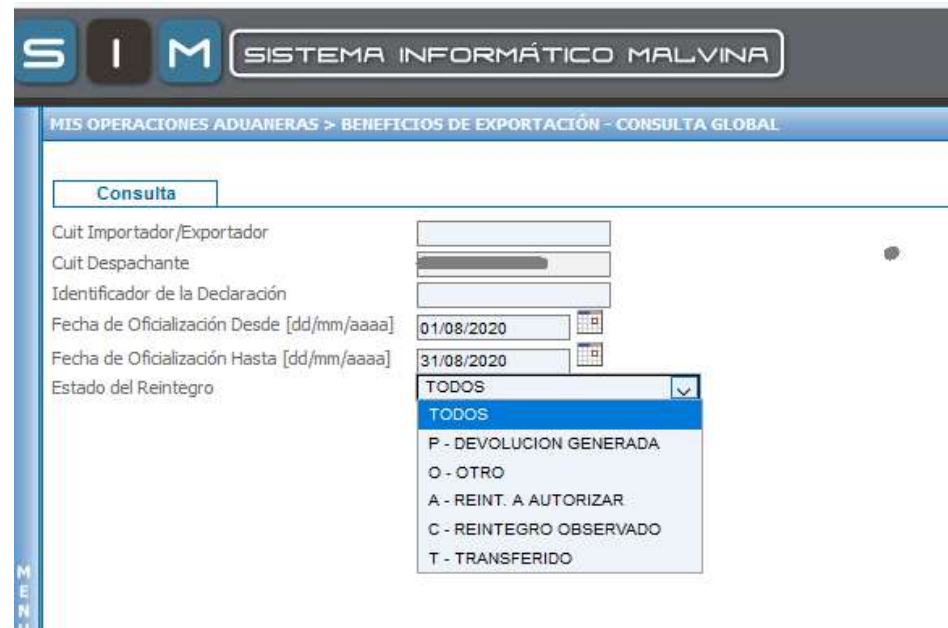 SIM SISTEMA INFORMÁTICO MALVINA
MIS OPERACIONES ADUANERAS > BENEFICIOS DE EXPORTACIÓN - CONSULTA GLOBAL
Consulta
Cuit Importador/Exportador
Cuit Despachante
Identificador de la Declaración
Fecha de Oficialización Desde [dd/mm/aaaa] 01/08/2020
Fecha de Oficialización Hasta [dd/mm/aaaa] 31/08/2020
Estado del Reintegro TODOS
TODOS
P - DEVOLUCION GENERADA
O - OTRO
A - REINT. A AUTORIZAR
C - REINTEGRO OBSERVADO
T - TRANSFERIDO
MENU